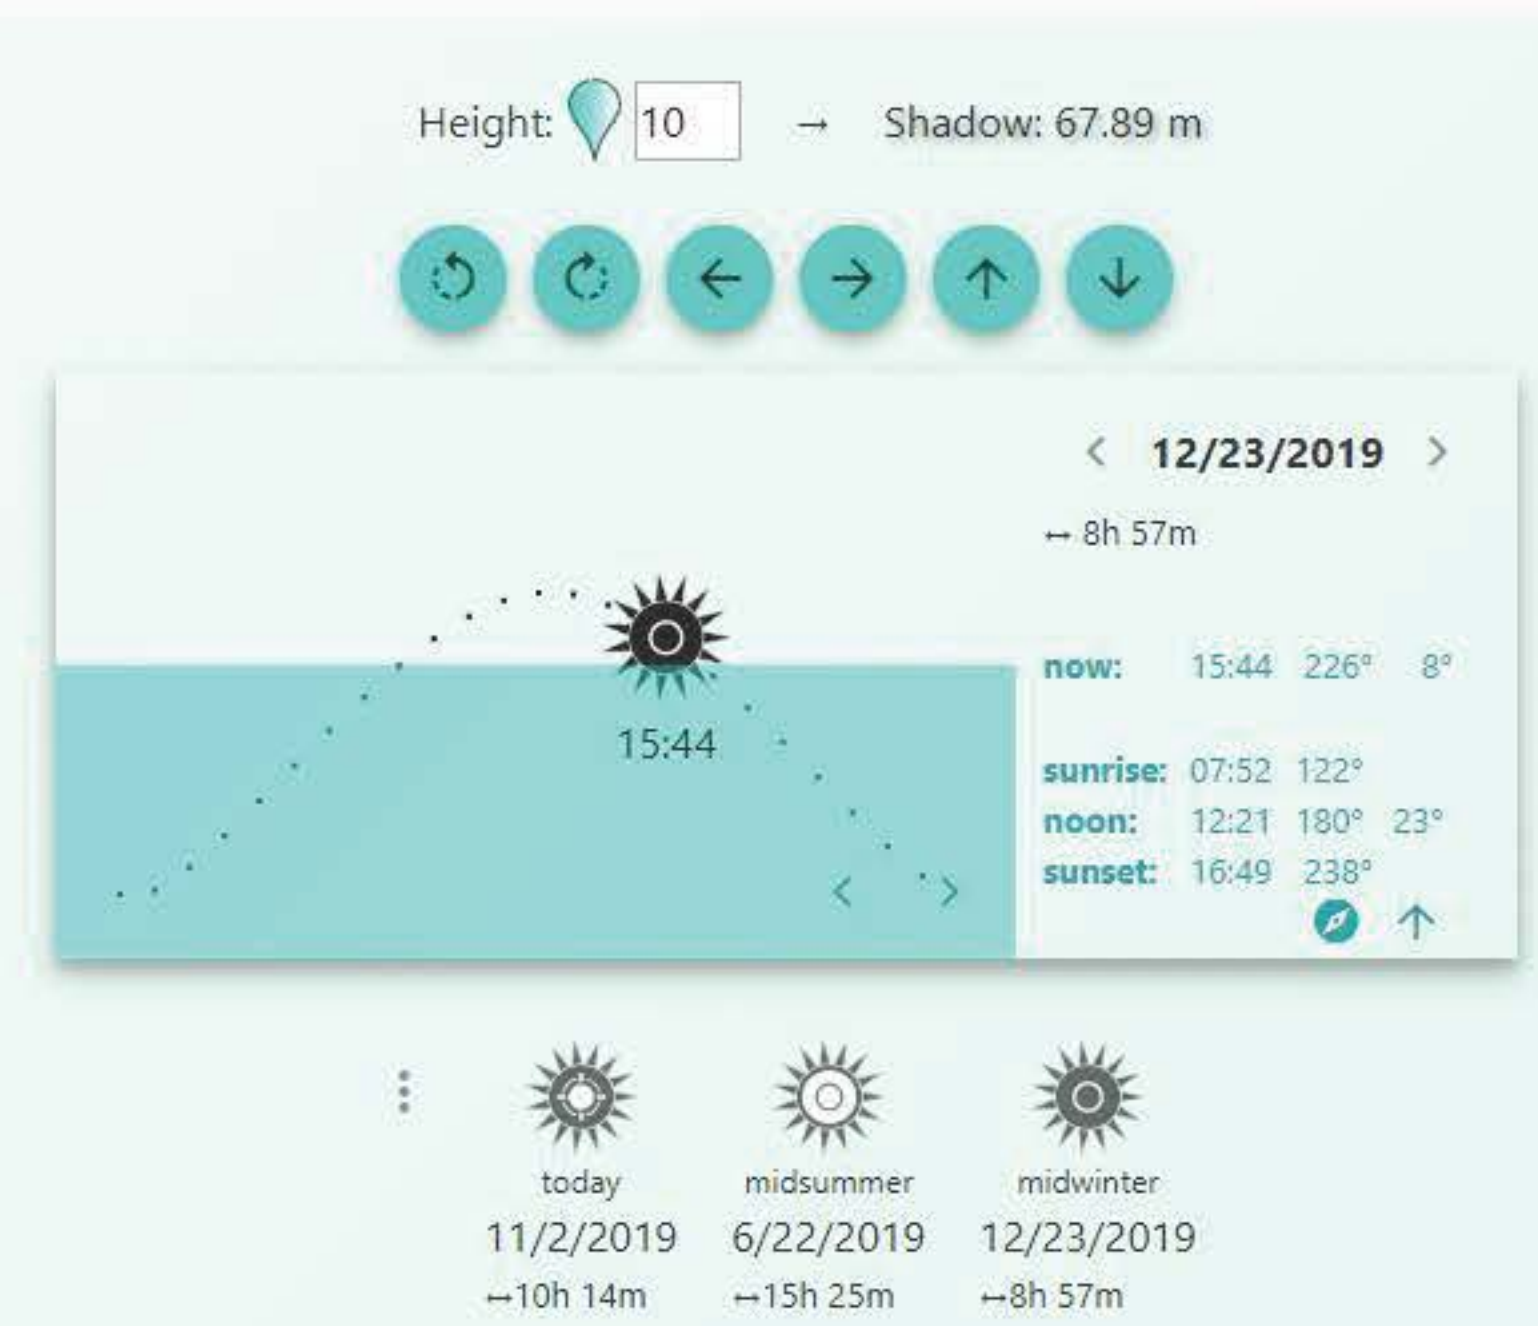 Height: 10 → Shadow: 67.89 m
12/23/2019
↔ 8h 57m
now: 15:44 226° 8°
15:44
sunrise: 07:52 122°
noon: 12:21 180° 23°
sunset: 16:49 238°
today midsummer midwinter
11/2/2019 6/22/2019 12/23/2019
↔10h 14m ↔15h 25m ↔8h 57m